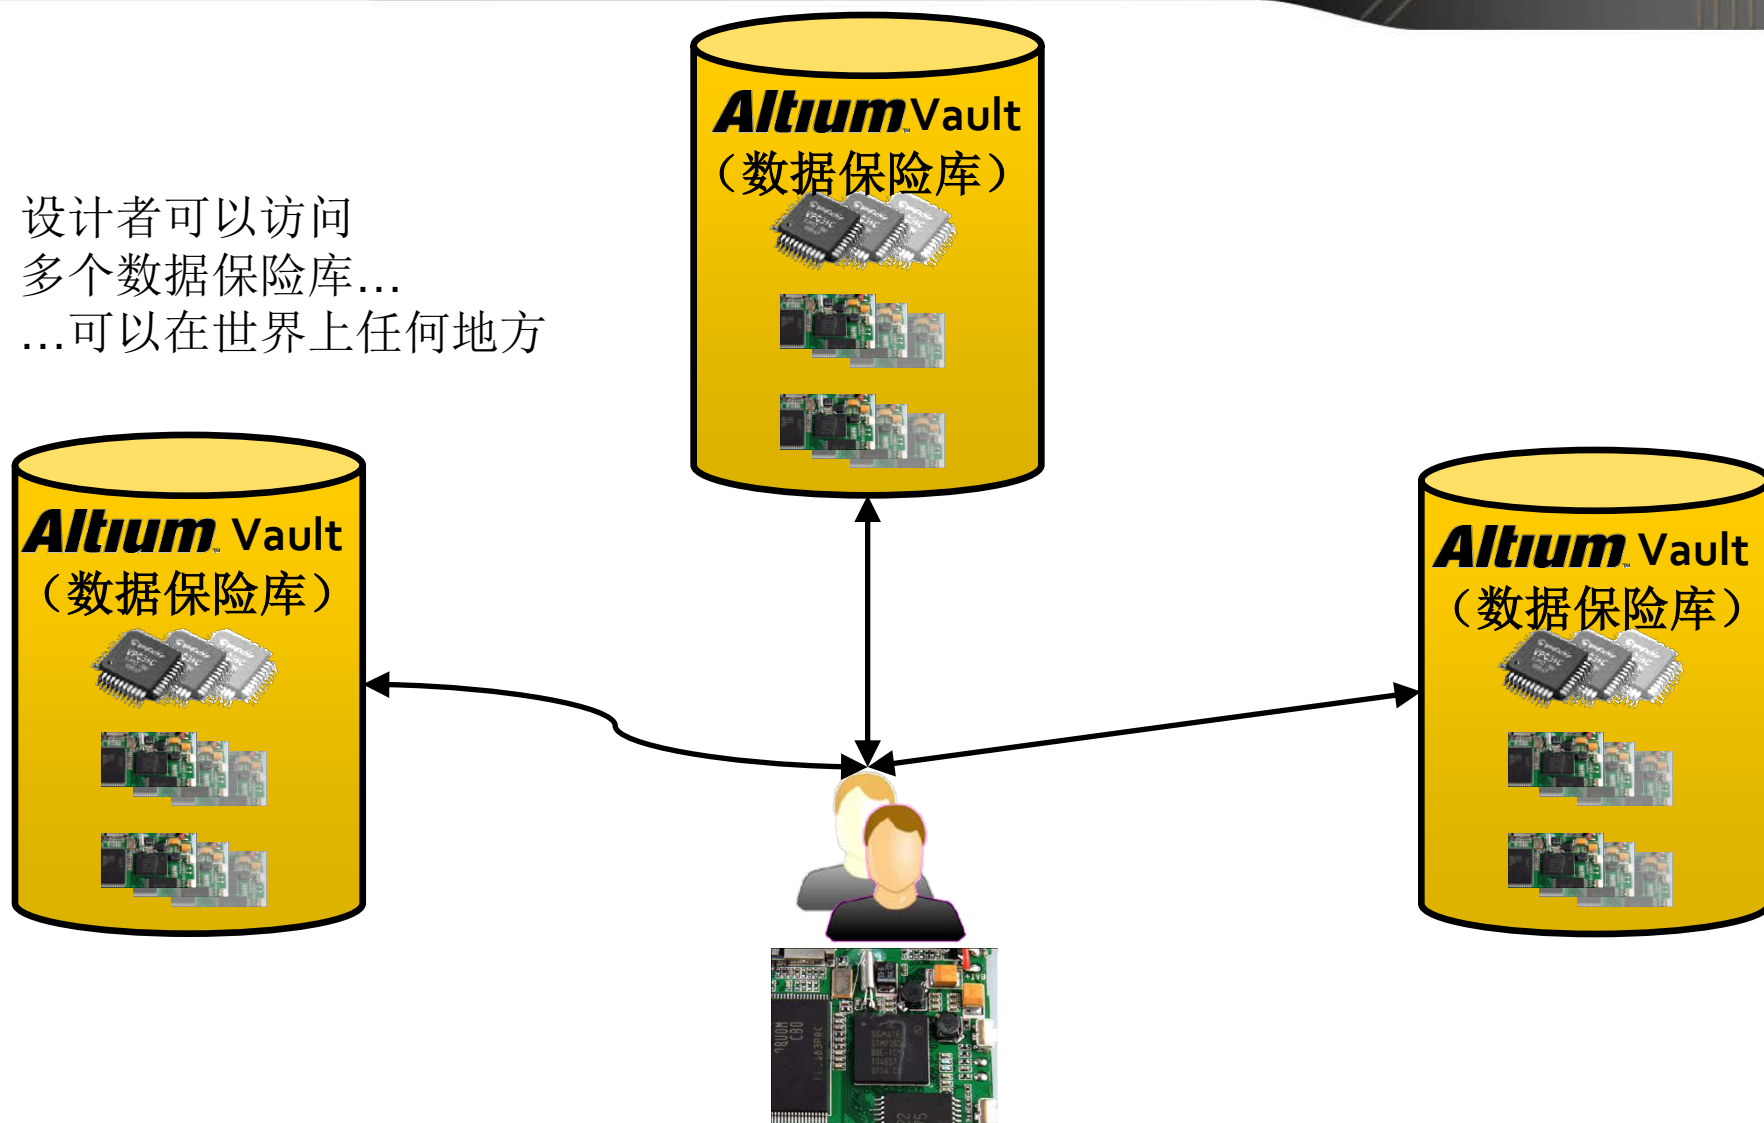 Altium Vault
（数据保险库）
设计者可以访问
多个数据保险库...
...可以在世界上任何地方
Altium Vault
（数据保险库）
Altium Vault
（数据保险库）